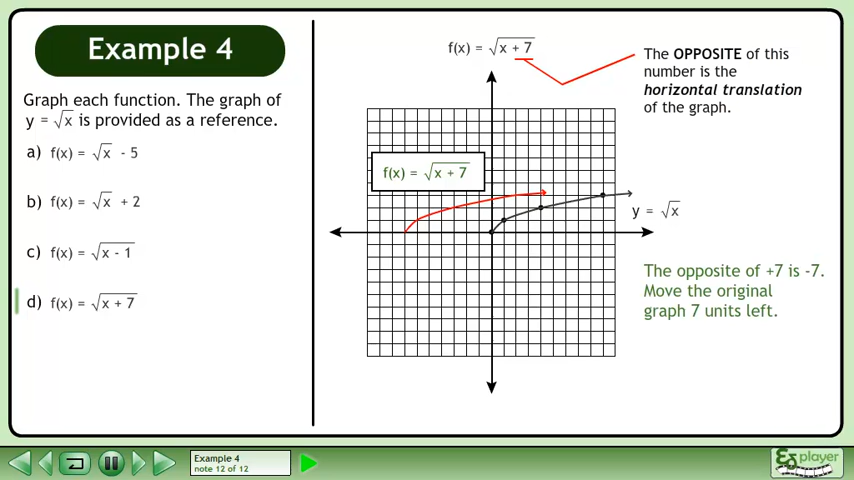 Example 4
Graph each function. The graph of
y = √x is provided as a reference.
a) f(x) = √x - 5
b) f(x) = √x + 2
c) f(x) = √(x - 1)
d) f(x) = √(x + 7)
f(x) = √(x + 7)
The OPPOSITE of this
number is the
horizontal translation
of the graph.
f(x) = √(x + 7)
y = √x
The opposite of +7 is -7.
Move the original
graph 7 units left.
Example 4
note 12 of 12
player